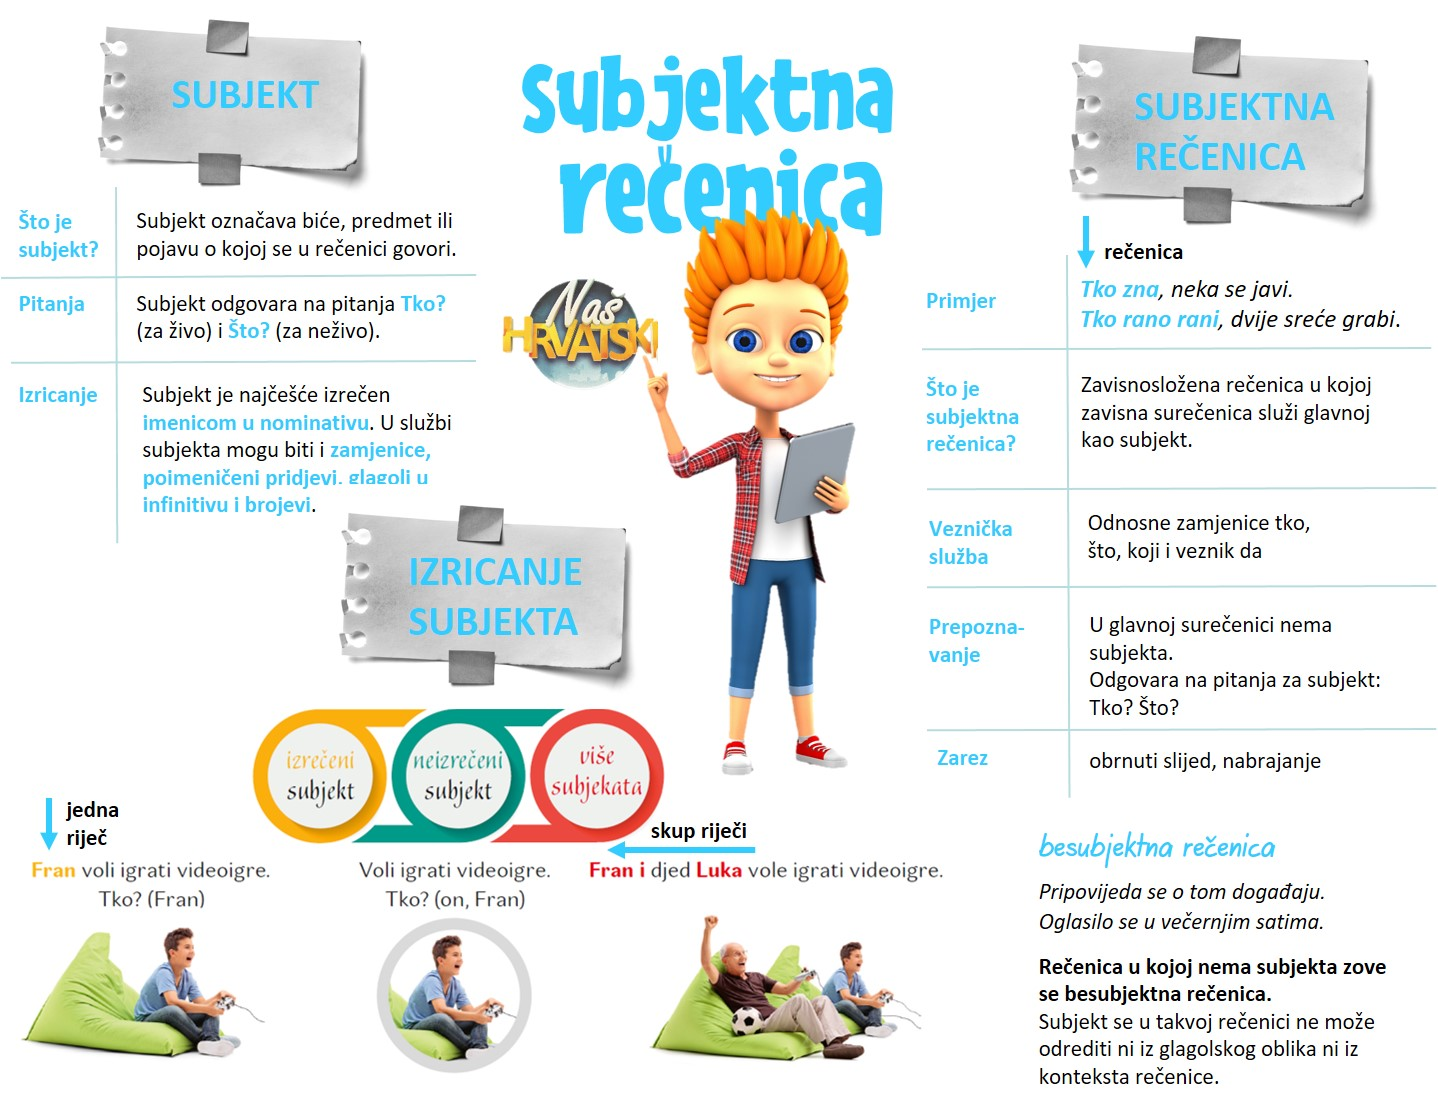 SUBJEKT
Što je
subjekt?
Subjekt označava biće, predmet ili
pojavu o kojoj se u rečenici govori.
Pitanja
Subjekt odgovara na pitanja Tko?
(za živo) i Što? (za neživo).
Izricanje
Subjekt je najčešće izrečen
imenicom u nominativu. U službi
subjekta mogu biti i zamjenice,
poimeničeni pridjevi, glagoli u
infinitivu i brojevi.
Subjektna
rečenica
Naš
HRVATSKI
IZRICANJE
SUBJEKTA
izrečeni
subjekt
neizrečeni
subjekt
više
subjekata
jedna
riječ
Fran voli igrati videoigre.
Tko? (Fran)
Voli igrati videoigre.
Tko? (on, Fran)
skup riječi
Fran i djed Luka vole igrati videoigre.
SUBJEKTNA
REČENICA
rečenica
Primjer
Tko zna, neka se javi.
Tko rano rani, dvije sreće grabi.
Što je
subjektna
rečenica?
Zavisnosložena rečenica u kojoj
zavisna surečenica služi glavnoj
kao subjekt.
Veznička
služba
Odnosne zamjenice tko,
što, koji i veznik da
Prepozna-
vanje
U glavnoj surečenici nema
subjekta.
Odgovara na pitanja za subjekt:
Tko? Što?
Zarez
obrnuti slijed, nabrajanje
besubjektna rečenica
Pripovijeda se o tom događaju.
Oglasilo se u večernjim satima.
Rečenica u kojoj nema subjekta zove
se besubjektna rečenica.
Subjekt se u takvoj rečenici ne može
odrediti ni iz glagolskog oblika ni iz
konteksta rečenice.